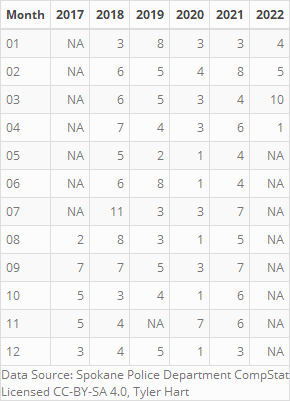 Month 2017 2018 2019 2020 2021 2022
01 NA 3 8 3 3 4
02 NA 6 5 4 8 5
03 NA 6 5 3 4 10
04 NA 7 4 3 6 1
05 NA 5 2 1 4 NA
06 NA 6 8 1 4 NA
07 NA 11 3 3 7 NA
08 2 8 3 1 5 NA
09 7 7 5 3 7 NA
10 5 3 4 1 6 NA
11 5 4 NA 7 6 NA
12 3 4 5 1 3 NA
Data Source: Spokane Police Department CompStat
Licensed CC-BY-SA 4.0, Tyler Hart